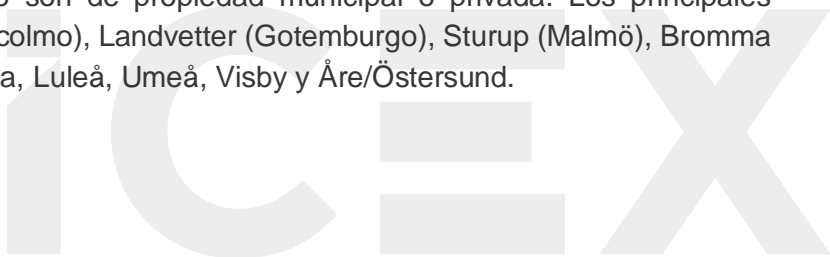 o son de propiedad municipal o privada. Los principales
colmo), Landvetter (Gotemburgo), Sturup (Malmö), Bromma
a, Luleå, Umeå, Visby y Åre/Östersund.
ICEX